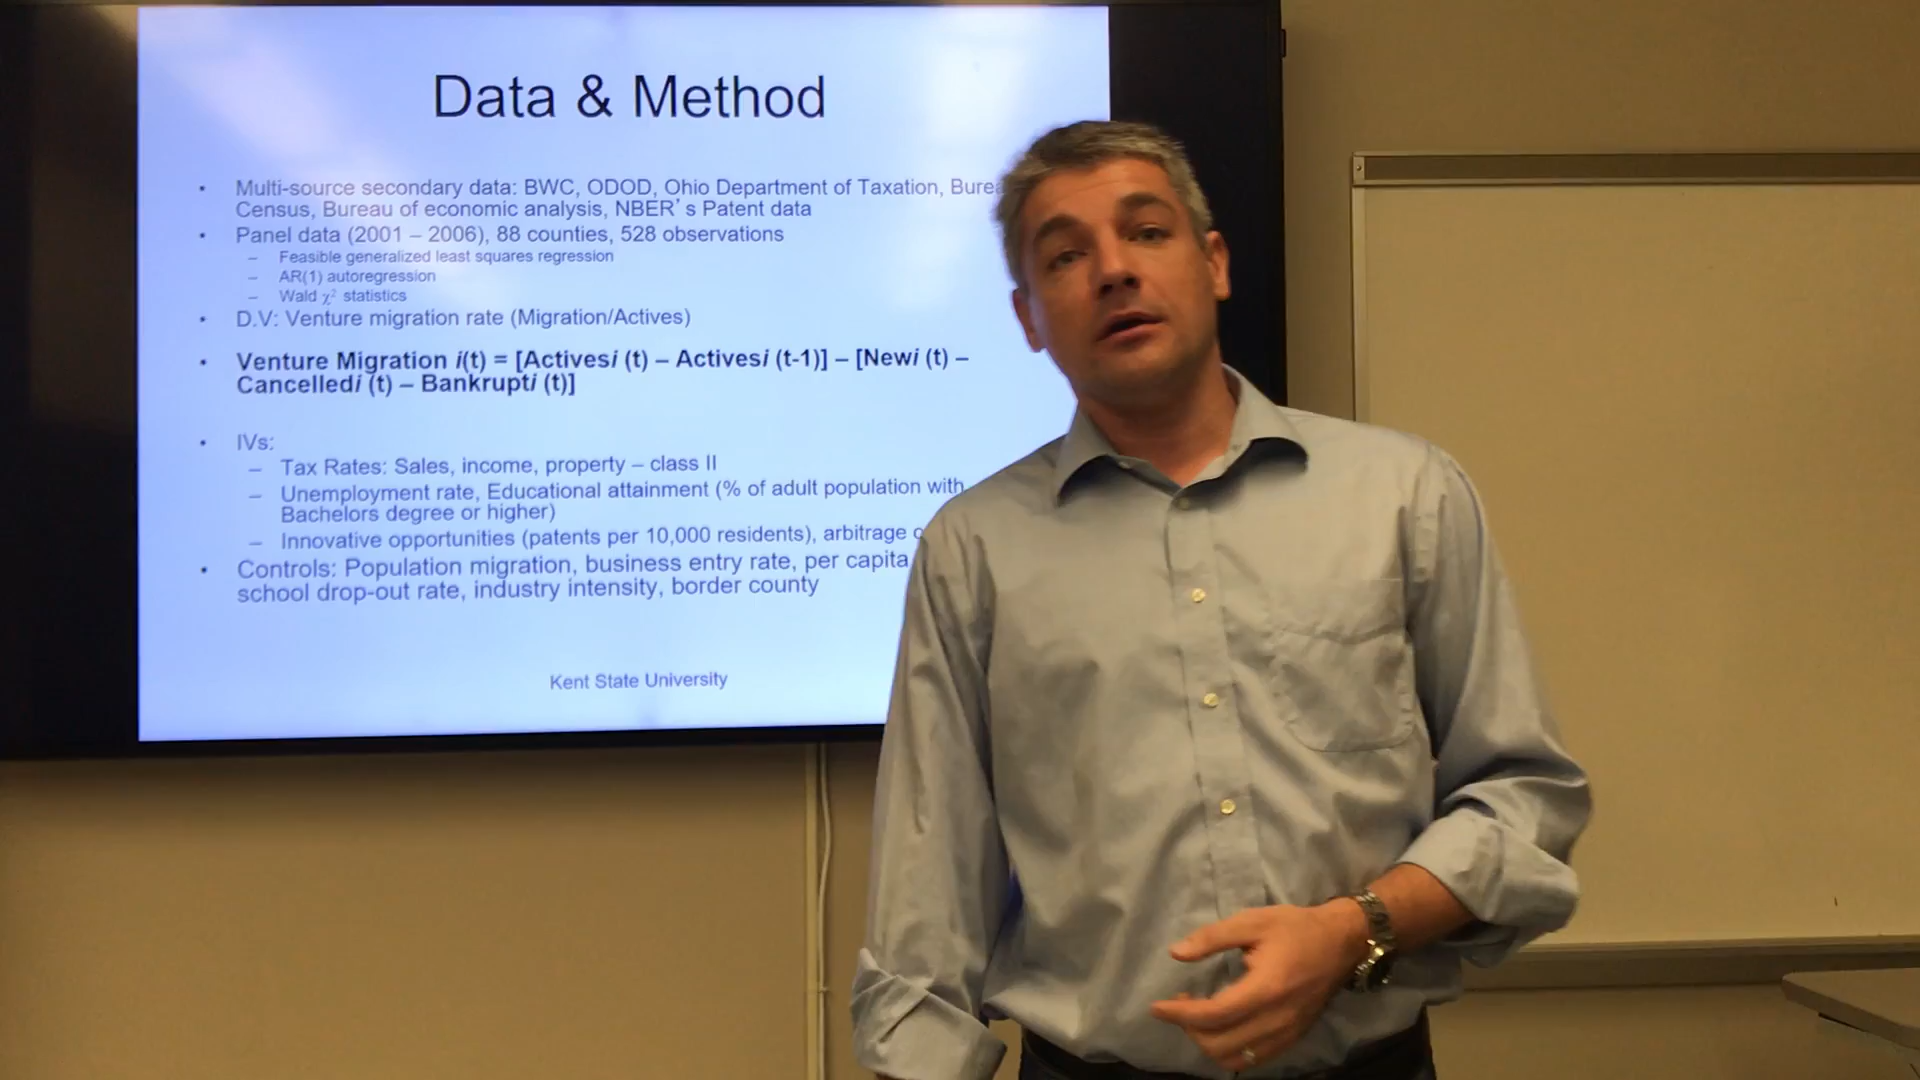 Data & Method
• Multi-source secondary data: BWC, ODOD, Ohio Department of Taxation,
Census, Bureau of economic analysis, NBER's Patent data
• Panel data (2001 – 2006), 88 counties, 528 observations
– Feasible generalized least squares regression
– AR(1) autoregression
– Wald χ² statistics
• D.V: Venture migration rate (Migration/Actives)
• Venture Migration i(t) = [Activesi (t) – Activesi (t-1)] – [Newi (t) –
Cancelledi (t) – Bankrupti (t)]
• IVs:
– Tax Rates: Sales, income, property – class II
– Unemployment rate, Educational attainment (% of adult population with
Bachelors degree or higher)
– Innovative opportunities (patents per 10,000 residents), arbitrage
• Controls: Population migration, business entry rate, per capita
school drop-out rate, industry intensity, border county
Kent State University